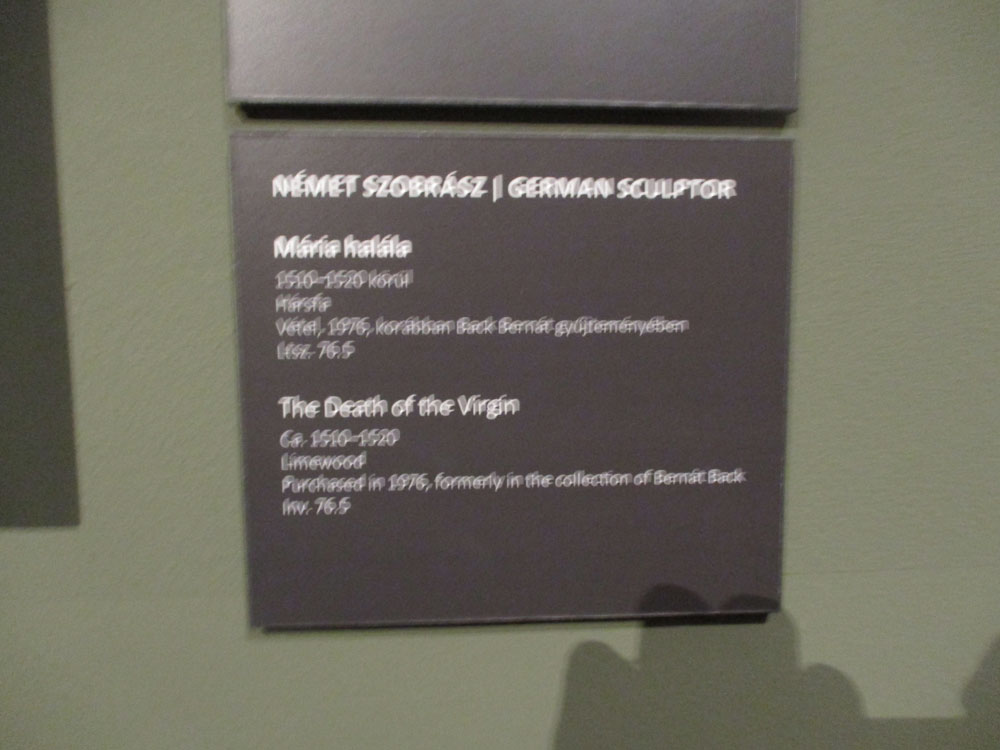 NÉMET SZOBRÁSZ | GERMAN SCULPTOR
Mária halála
1510–1520 körül
Hársfa
Vétel, 1976, korábban Back Bernát gyűjteményében
Ltsz. 76.5
The Death of the Virgin
Ca. 1510–1520
Limewood
Purchased in 1976, formerly in the collection of Bernát Back
Inv. 76.5